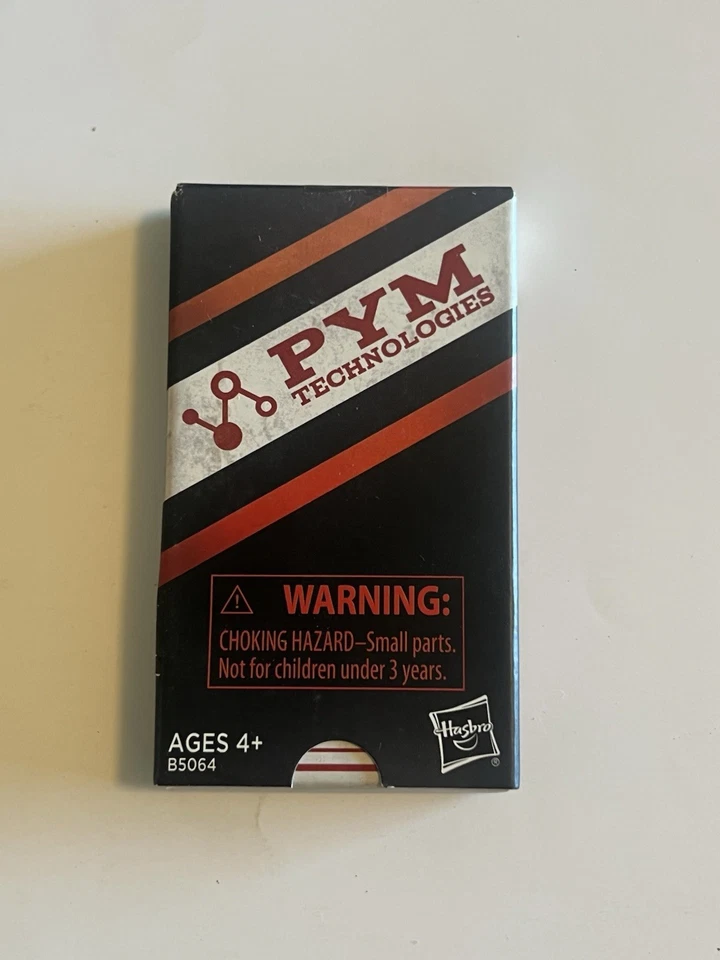 PYM
TECHNOLOGIES
WARNING:
CHOKING HAZARD–Small parts.
Not for children under 3 years.
AGES 4+
B5064
Hasbro
®